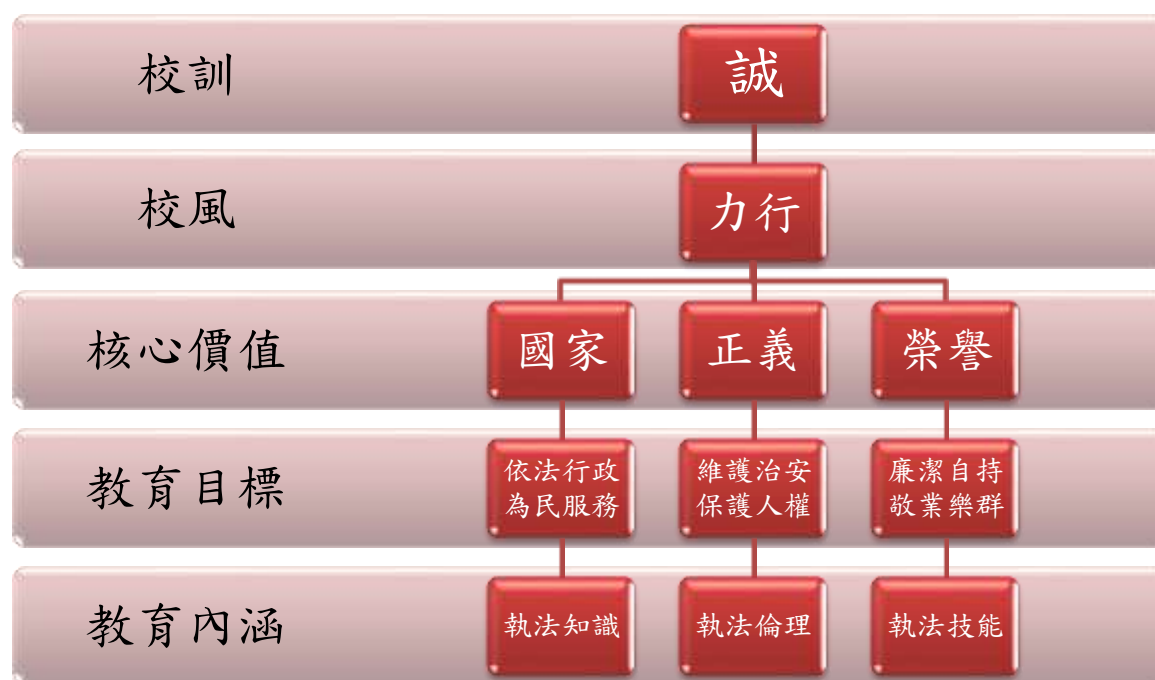 校訓
誠
校風
力行
核心價值
國家
正義
榮譽
教育目標
依法行政
為民服務
維護治安
保護人權
廉潔自持
敬業樂群
教育內涵
執法知識
執法倫理
執法技能